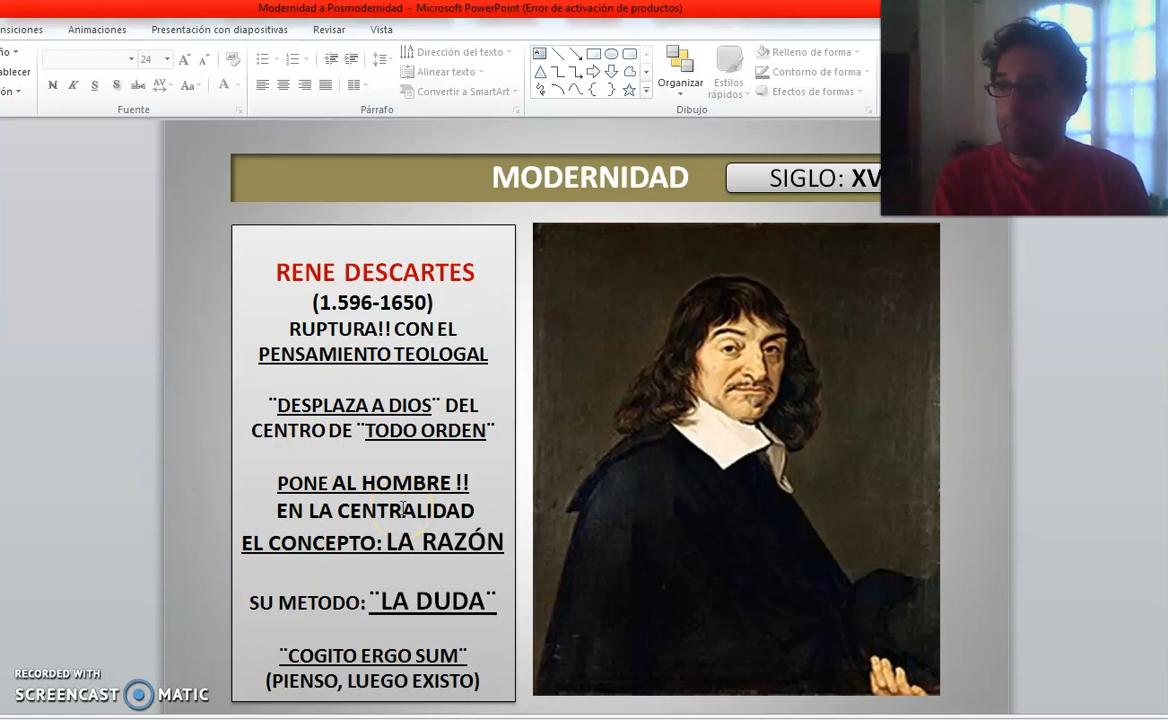 Modernidad a Posmodernidad - Microsoft PowerPoint (Error de activación de productos)
nsiciones Animaciones Presentación con diapositivas Revisar Vista
24
Dirección del texto
Alinear texto
Convertir a SmartArt
N K S S abc AV Aa A
Fuente
Párrafo
Organizar
Estilos
rápidos
Relleno de forma
Contorno de forma
Efectos de formas
Dibujo
MODERNIDAD
SIGLO: XV
RENE DESCARTES
(1.596-1650)
RUPTURA!! CON EL
PENSAMIENTO TEOLOGAL
¨DESPLAZA A DIOS¨ DEL
CENTRO DE ¨TODO ORDEN¨
PONE AL HOMBRE !!
EN LA CENTRALIDAD
EL CONCEPTO: LA RAZÓN
SU METODO: ¨LA DUDA¨
¨COGITO ERGO SUM¨
(PIENSO, LUEGO EXISTO)
RECORDED WITH
SCREENCAST MATIC